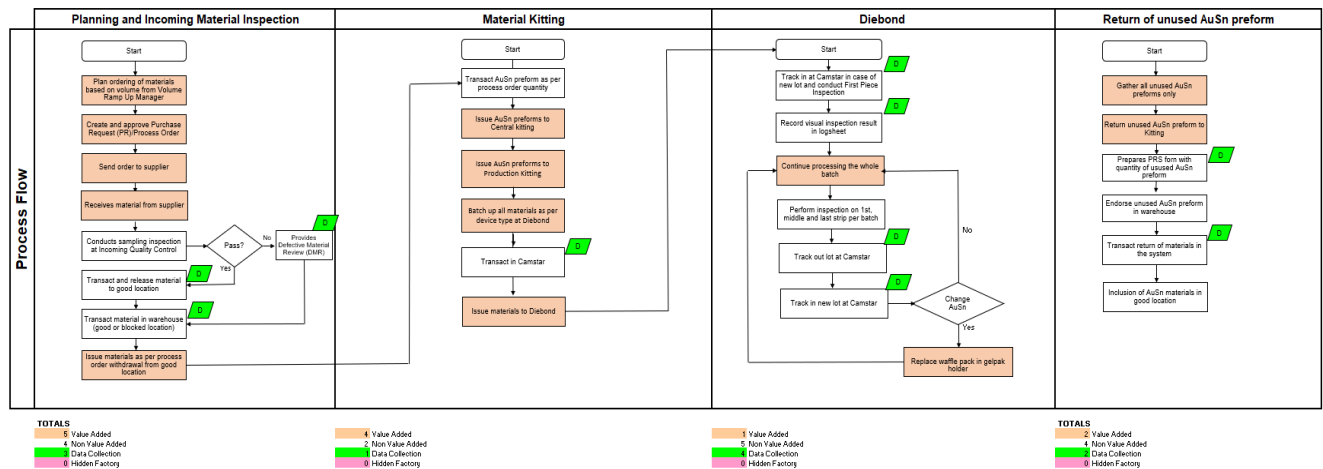 Planning and Incoming Material Inspection
Material Kitting
Diebond
Return of unused AuSn preform
Process Flow
Start
Plan ordering of materials
based on volume from Volume
Ramp Up Manager
Create and approve Purchase
Request (PR)/Process Order
Send order to supplier
Receives material from supplier
Conducts sampling inspection
at Incoming Quality Control
Pass?
No
Provides
Defective Material
Review (DMR)
D
Yes
Transact and release material
to good location
D
Transact material in warehouse
(good or blocked location)
D
Issue materials as per process
order withdrawal from good
location
Start
Transact AuSn preform as per
process order quantity
Issue AuSn preforms to
Central kitting
Issue AuSn preforms to
Production Kitting
Batch up all materials as per
device type at Diebond
Transact in Camstar
D
Issue materials to Diebond
Start
Track in at Camstar in case of
new lot and conduct First Piece
Inspection
D
Record visual inspection result
in logsheet
D
Continue processing the whole
batch
Perform inspection on 1st,
middle and last strip per batch
Track out lot at Camstar
D
Track in new lot at Camstar
D
Change
AuSn
No
Yes
Replace waffle pack in gelpak
holder
Start
Gather all unused AuSn
preforms only
Return unused AuSn preform to
Kitting
Prepares PRS forn with
quantity of usused AuSn
preform
D
Endorse unused AuSn preform
in warehouse
Transact return of materials in
the system
D
Inclusion of AuSn materials in
good location
TOTALS
5 Value Added
4 Non Value Added
3 Data Collection
0 Hidden Factory
4 Value Added
2 Non Value Added
1 Data Collection
0 Hidden Factory
1 Value Added
5 Non Value Added
4 Data Collection
0 Hidden Factory
TOTALS
2 Value Added
4 Non Value Added
2 Data Collection
0 Hidden Factory